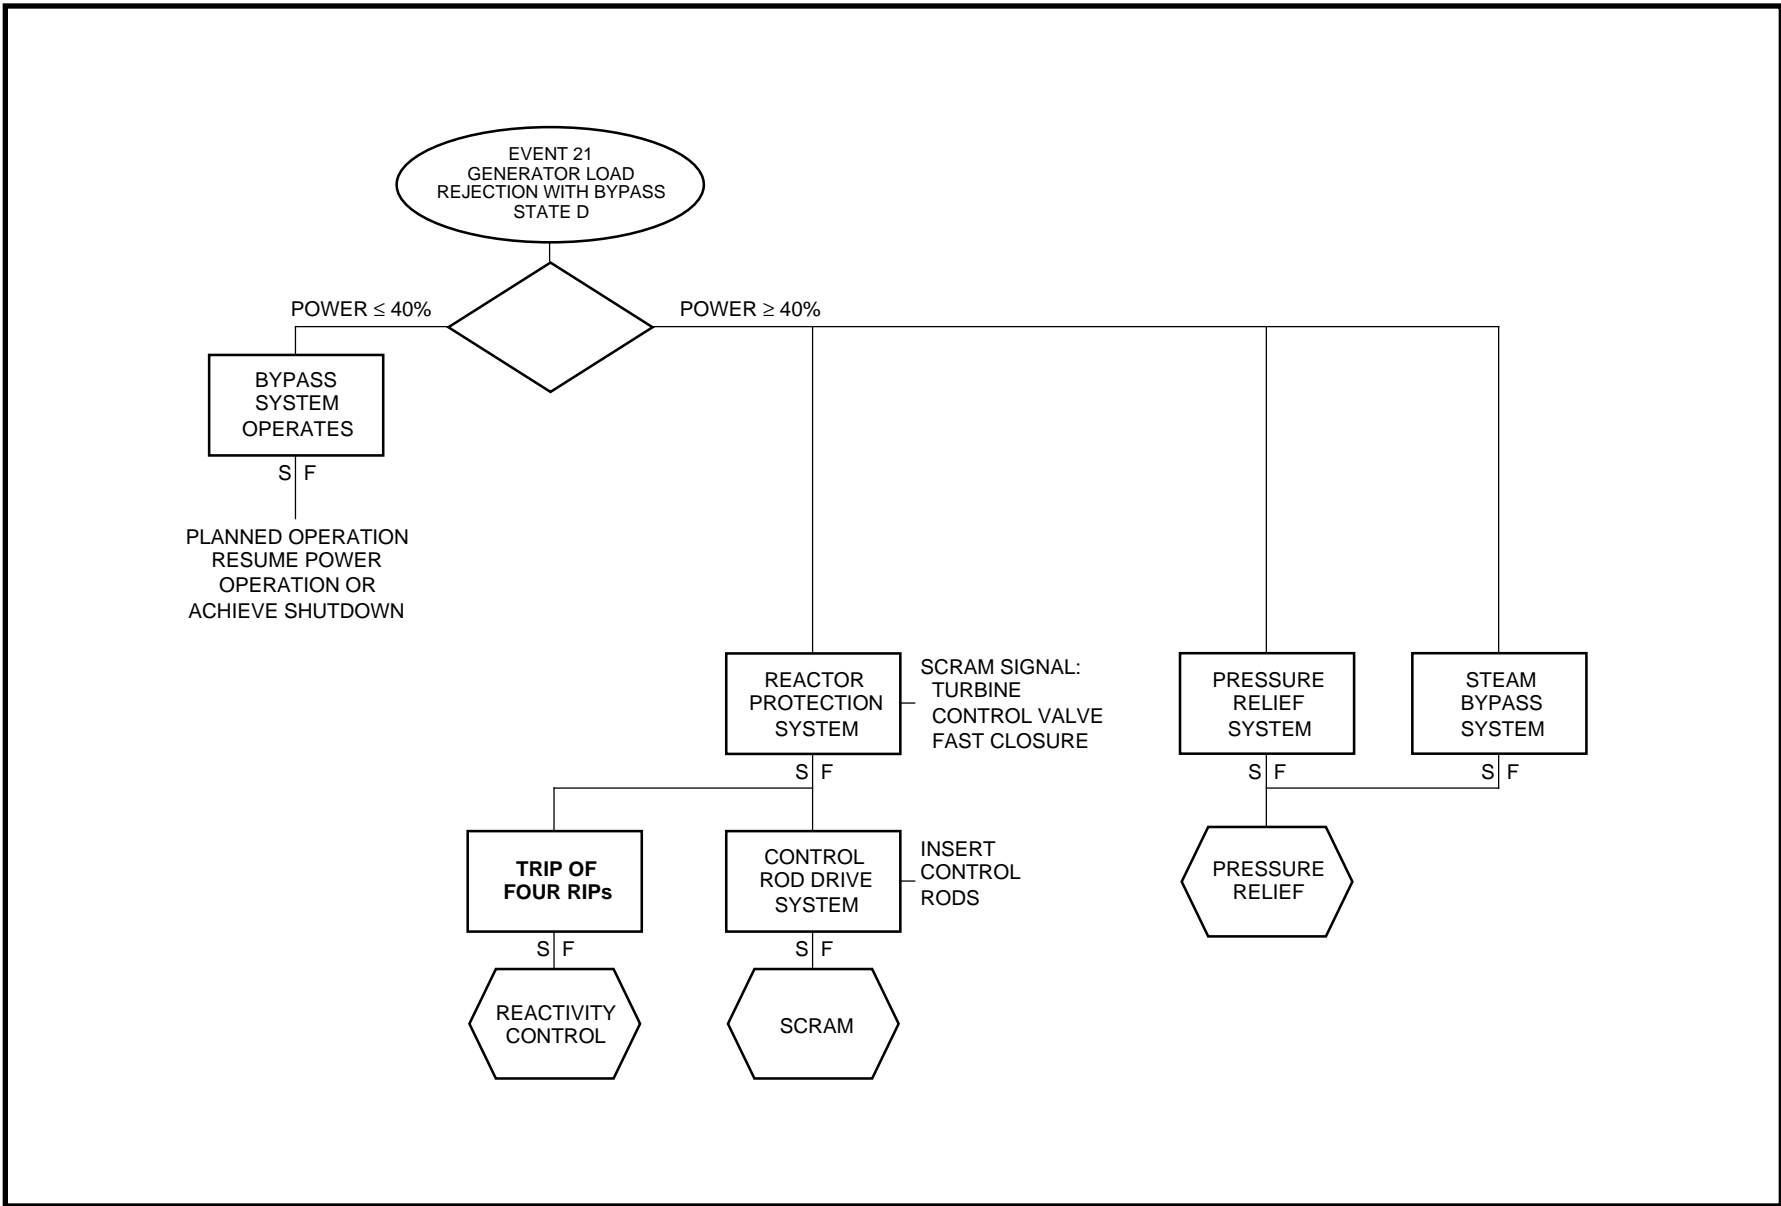 EVENT 21
GENERATOR LOAD
REJECTION WITH BYPASS
STATE D
POWER ≤ 40%
POWER ≥ 40%
BYPASS
SYSTEM
OPERATES
S F
PLANNED OPERATION
RESUME POWER
OPERATION OR
ACHIEVE SHUTDOWN
REACTOR
PROTECTION
SYSTEM
SCRAM SIGNAL:
TURBINE
CONTROL VALVE
FAST CLOSURE
PRESSURE
RELIEF
SYSTEM
STEAM
BYPASS
SYSTEM
S F
S F
S F
TRIP OF
FOUR RIPs
CONTROL
ROD DRIVE
SYSTEM
INSERT
CONTROL
RODS
PRESSURE
RELIEF
S F
S F
REACTIVITY
CONTROL
SCRAM